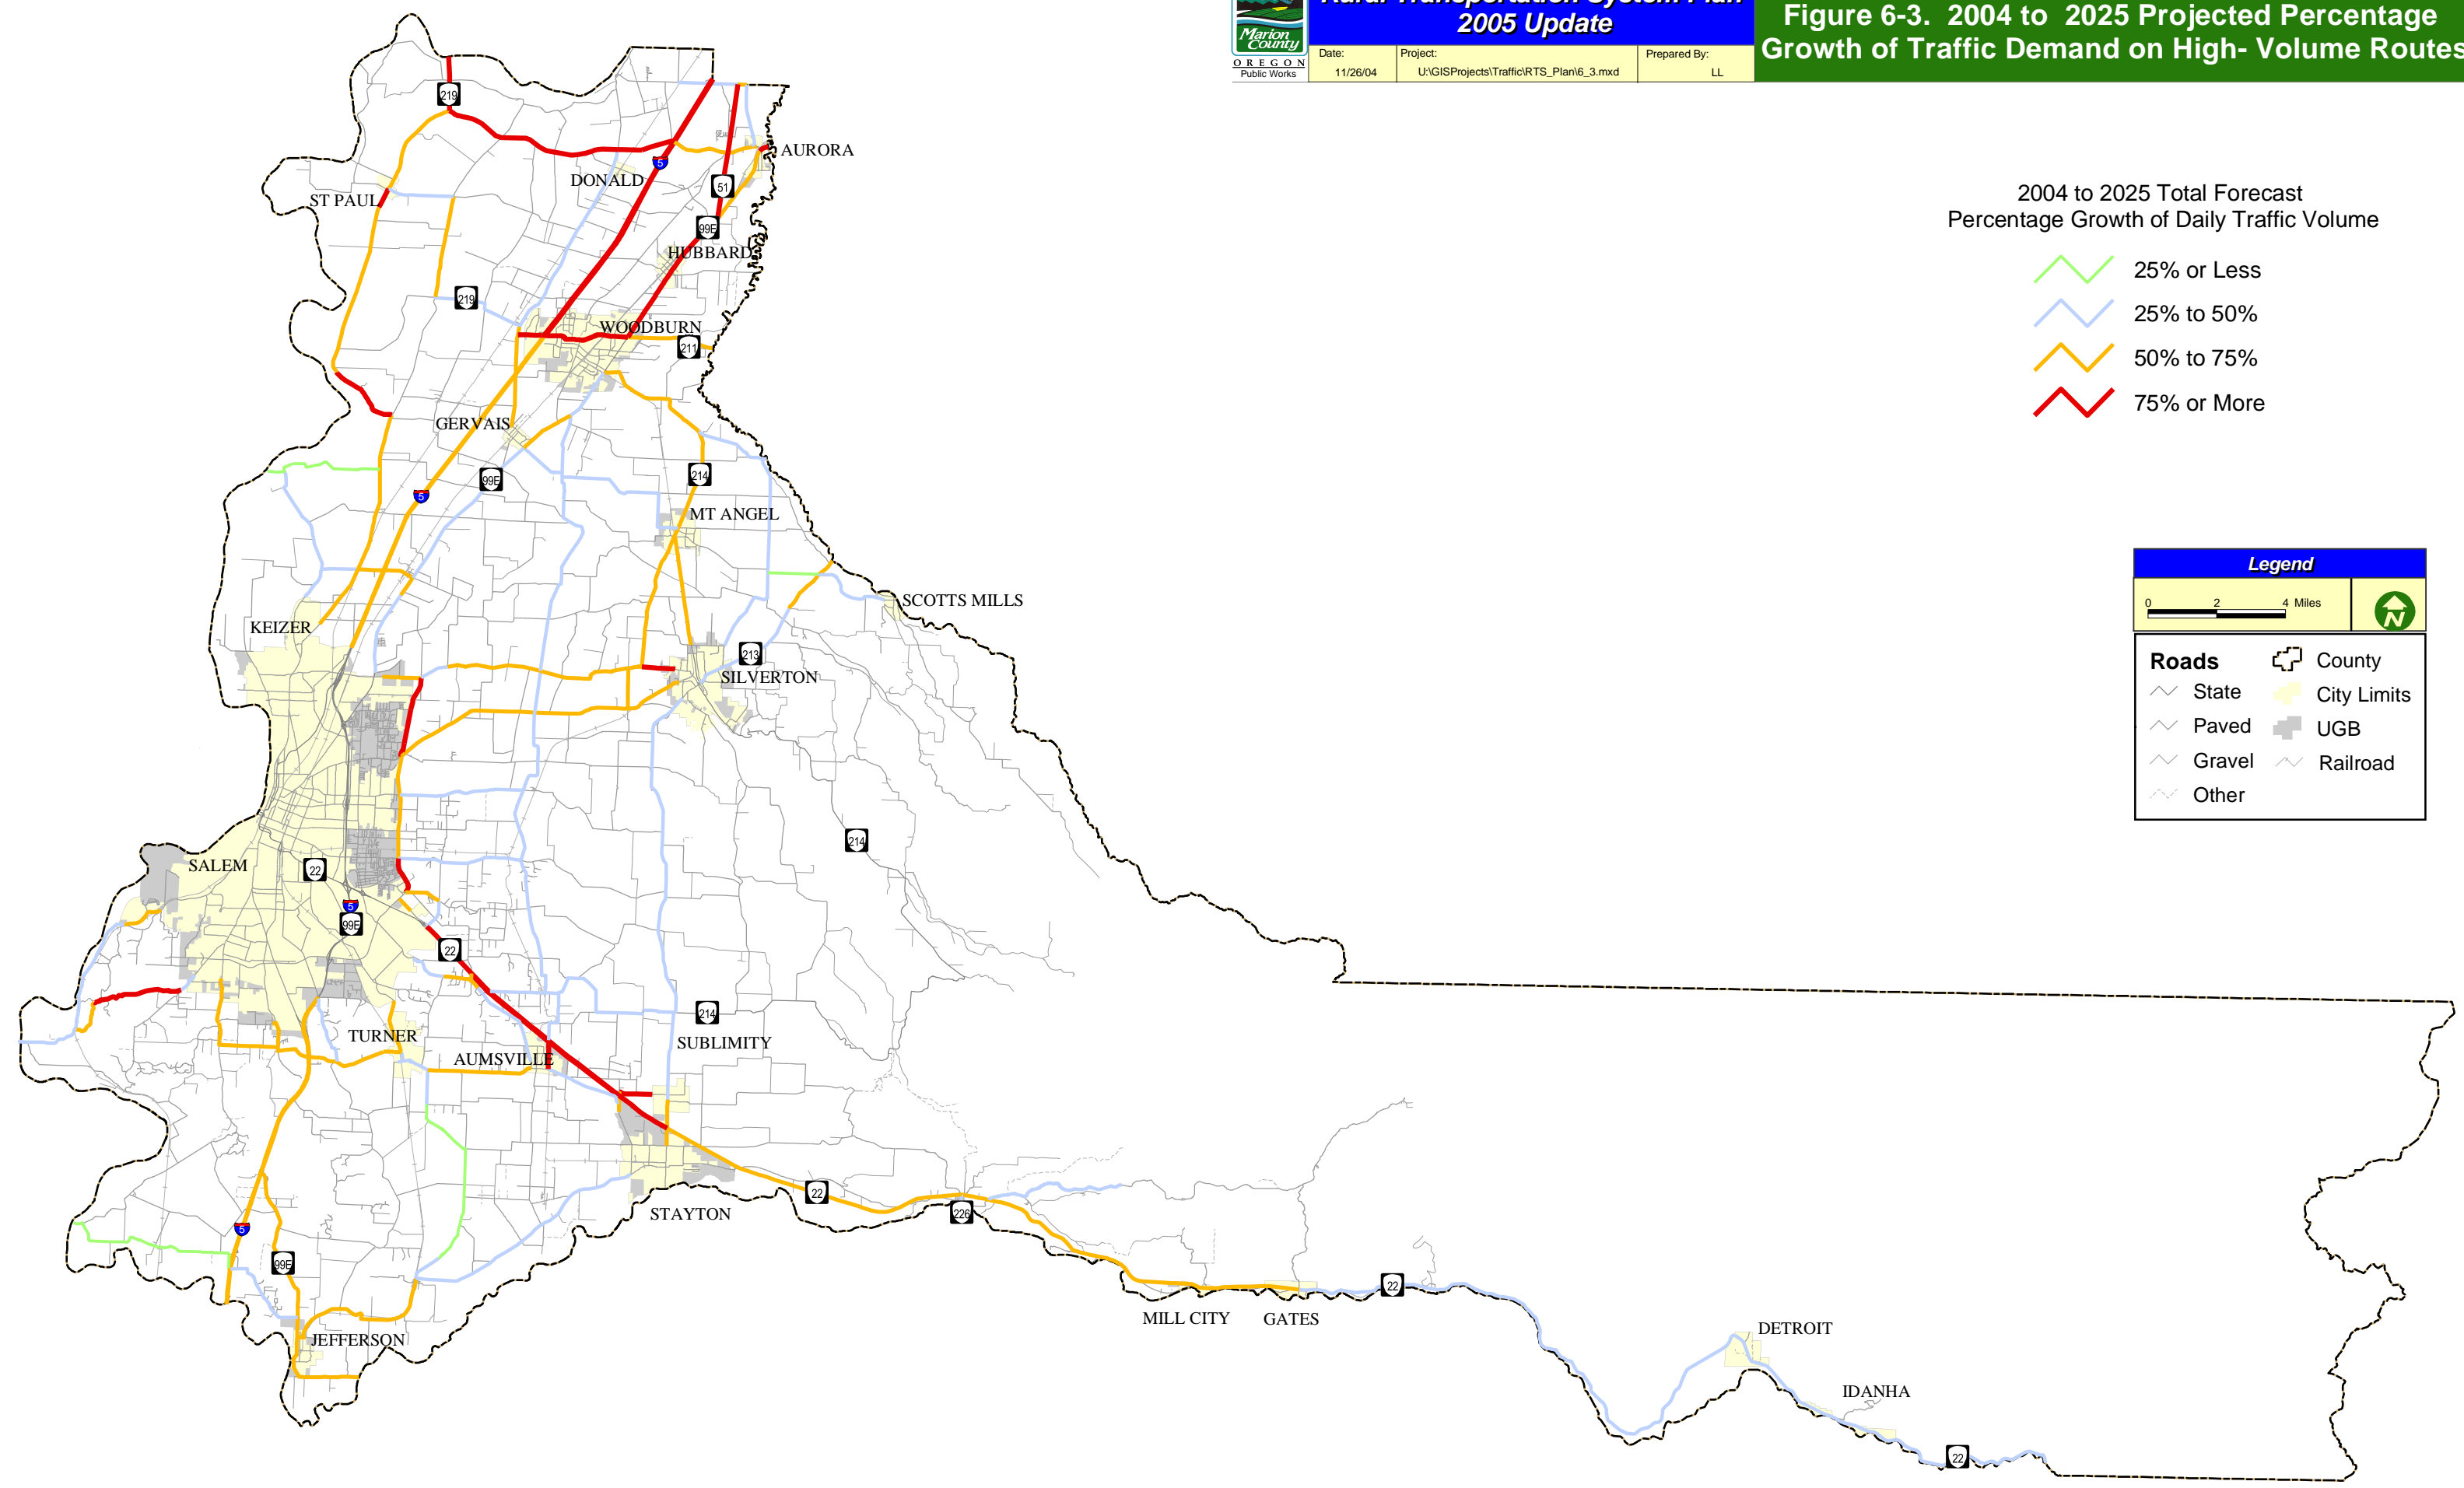 Rural Transportation System Plan
2005 Update
Marion
County
OREGON
Public Works
Date:
11/26/04
Project:
U:\GISProjects\Traffic\RTS_Plan\6_3.mxd
Prepared By:
LL
Figure 6-3. 2004 to 2025 Projected Percentage
Growth of Traffic Demand on High- Volume Routes
2004 to 2025 Total Forecast
Percentage Growth of Daily Traffic Volume
25% or Less
25% to 50%
50% to 75%
75% or More
Legend
0 2 4 Miles
N
Roads
State
Paved
Gravel
Other
County
City Limits
UGB
Railroad
219
AURORA
5
DONALD
51
ST PAUL
99E
HUBBARD
219
WOODBURN
211
GERVAIS
214
99E
5
MT ANGEL
SCOTTS MILLS
KEIZER
213
SILVERTON
214
SALEM
22
5
99E
22
214
TURNER
SUBLIMITY
AUMSVILLE
22
STAYTON
226
5
99E
22
MILL CITY
GATES
DETROIT
JEFFERSON
IDANHA
22